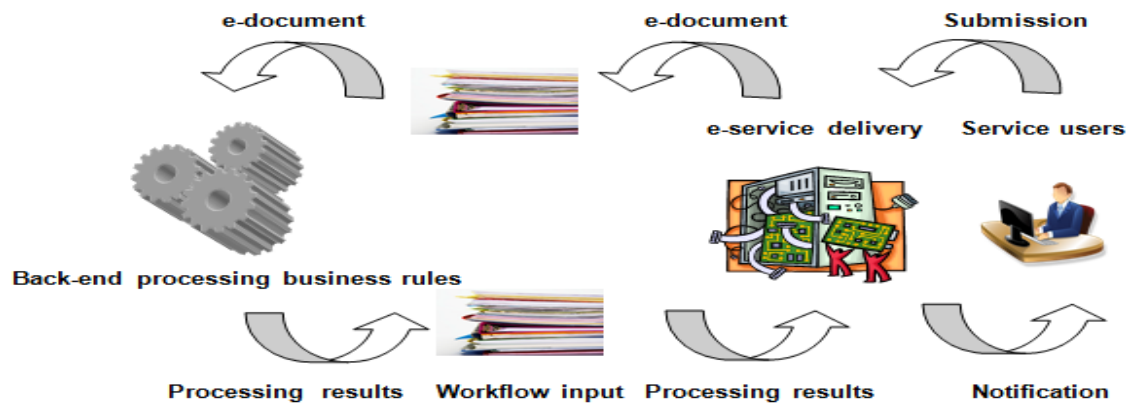 e-document e-document Submission
e-service delivery Service users
Back-end processing business rules
Processing results Workflow input Processing results Notification